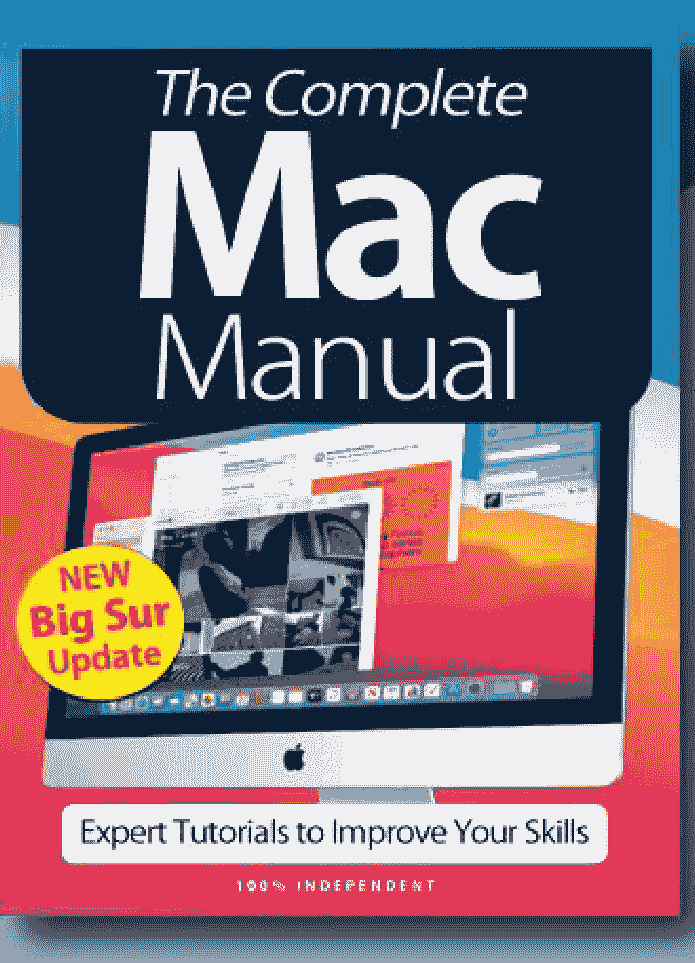 The Complete
Mac
Manual
NEW
Big Sur
Update
Expert Tutorials to Improve Your Skills
100% INDEPENDENT